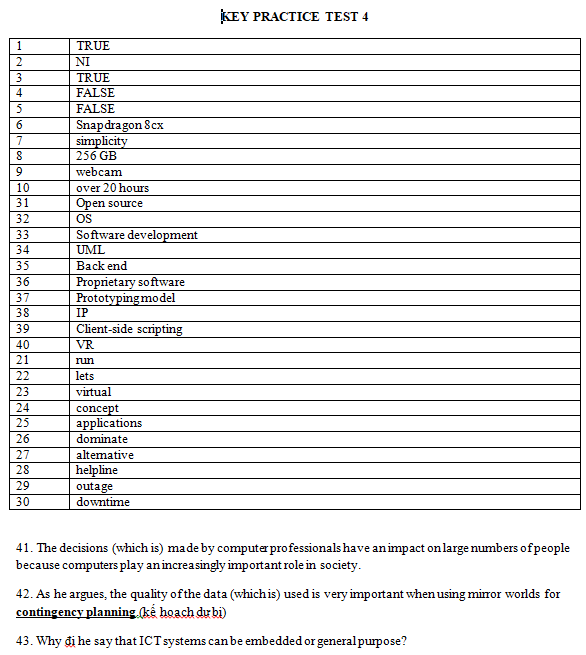 KEY PRACTICE TEST 4
1 TRUE
2 NI
3 TRUE
4 FALSE
5 FALSE
6 Snapdragon 8cx
7 simplicity
8 256 GB
9 webcam
10 over 20 hours
31 Open source
32 OS
33 Software development
34 UML
35 Back end
36 Proprietary software
37 Prototyping model
38 IP
39 Client-side scripting
40 VR
21 run
22 lets
23 virtual
24 concept
25 applications
26 dominate
27 alternative
28 helpline
29 outage
30 downtime
41. The decisions (which is) made by computer professionals have an impact on large numbers of people
because computers play an increasingly important role in society.
42. As he argues, the quality of the data (which is) used is very important when using mirror worlds for
contingency planning.(kế hoạch dự bị)
43. Why đị he say that ICT systems can be embedded or general purpose?